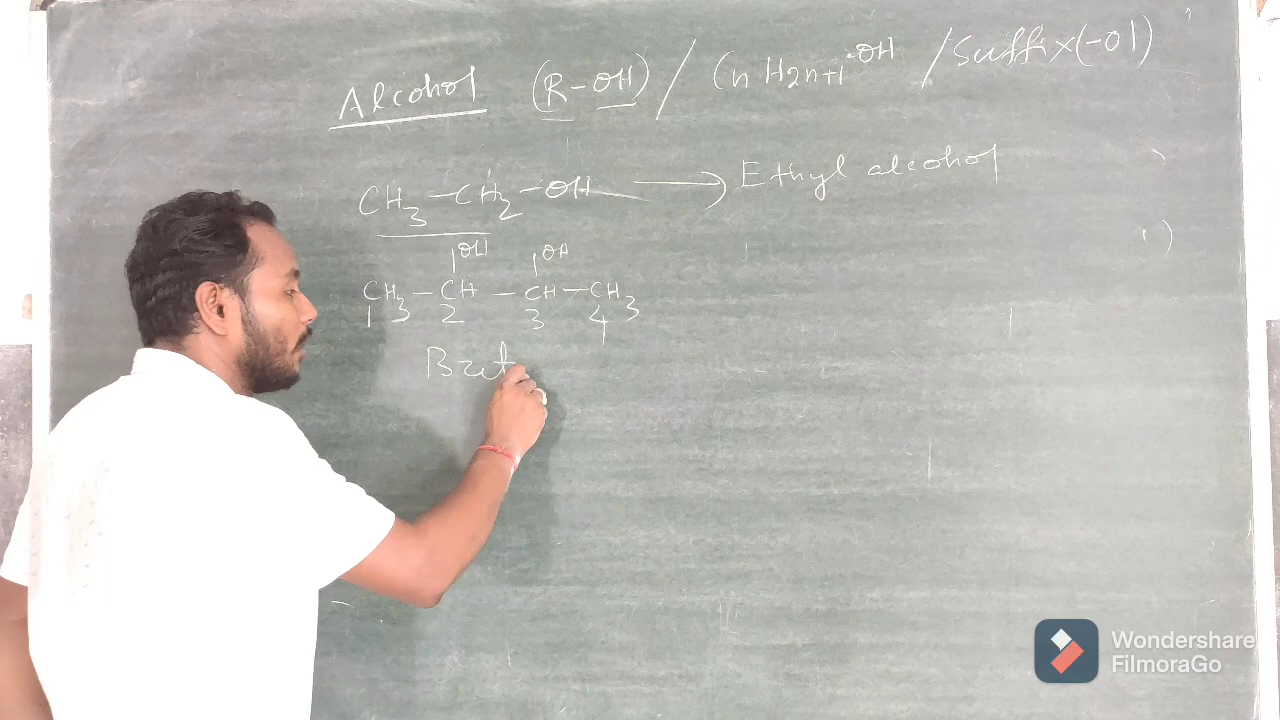 Alcohol (R-OH) / CnH2n+1-OH / Suffix (-ol)
CH3-CH2-OH → Ethyl alcohol
OH OH
CH3-CH-CH-CH3
1 2 3 4
But
Wondershare
FilmoraGo